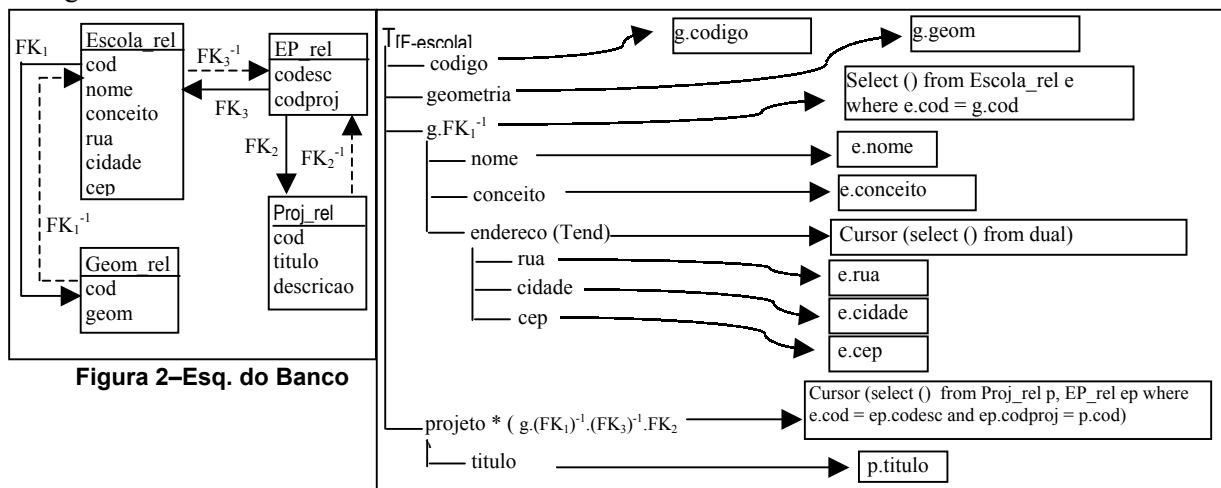 FK1
Escola_rel
cod
nome
conceito
rua
cidade
cep
FK3-1
FK3
EP_rel
codesc
codproj
FK2
FK2-1
Proj_rel
cod
titulo
descricao
FK1-1
Geom_rel
cod
geom
Figura 2–Esq. do Banco
T[F-escola]
codigo
g.codigo
geometria
g.geom
g.FK1-1
Select () from Escola_rel e
where e.cod = g.cod
nome
e.nome
conceito
e.conceito
endereco (Tend)
Cursor (select () from dual)
rua
e.rua
cidade
e.cidade
cep
e.cep
projeto * ( g.(FK1)-1.(FK3)-1.FK2
Cursor (select () from Proj_rel p, EP_rel ep where
e.cod = ep.codesc and ep.codproj = p.cod)
titulo
p.titulo